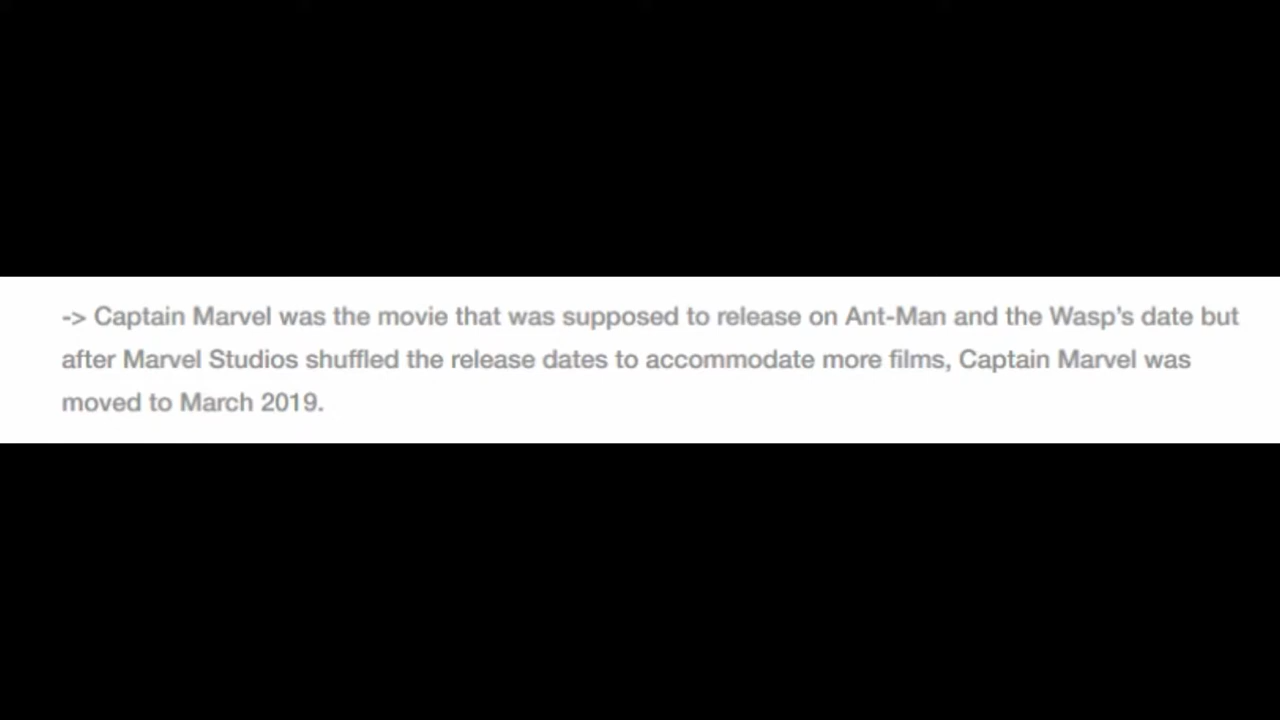 -> Captain Marvel was the movie that was supposed to release on Ant-Man and the Wasp's date but
after Marvel Studios shuffled the release dates to accommodate more films, Captain Marvel was
moved to March 2019.